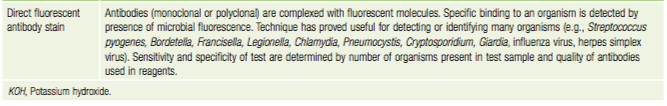 Direct fluorescent Antibodies (monoclonal or polyclonal) are complexed with fluorescent molecules. Specific binding to an organism is detected by
antibody stain presence of microbial fluorescence. Technique has proved useful for detecting or identifying many organisms (e.g., Streptococcus
pyogenes, Bordetella, Francisella, Legionella, Chlamydia, Pneumocystis, Cryptosporidium, Giardia, influenza virus, herpes simplex
virus). Sensitivity and specificity of test are determined by number of organisms present in test sample and quality of antibodies
used in reagents.
KOH, Potassium hydroxide.